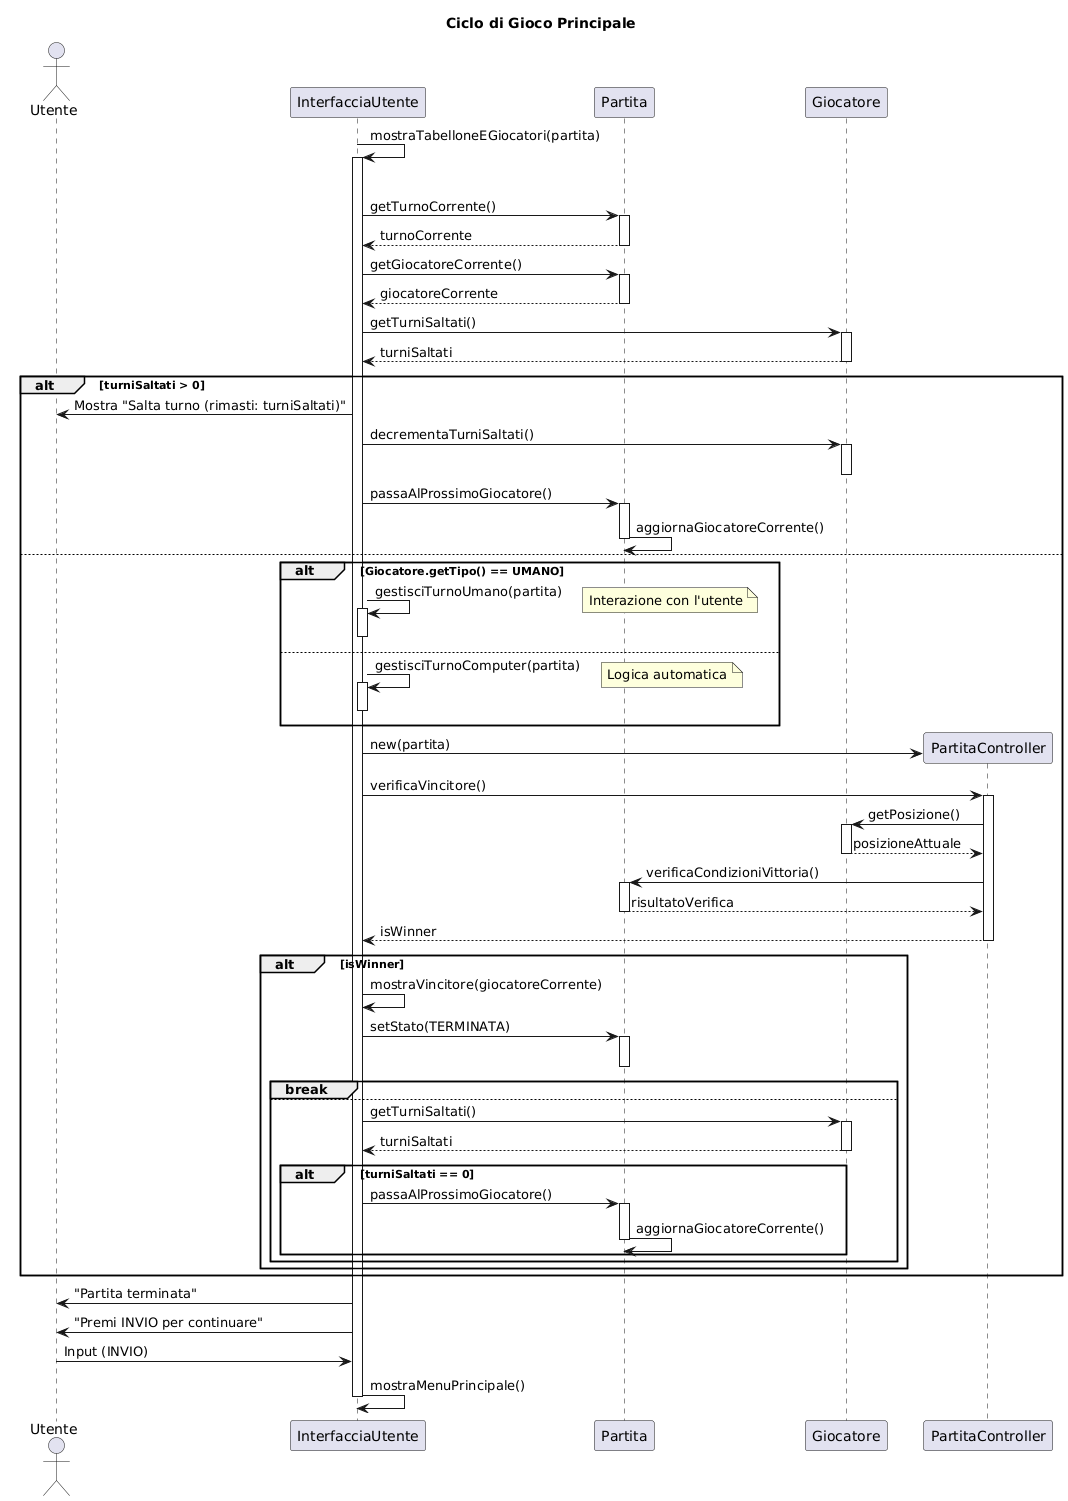 Ciclo di Gioco Principale
Utente
InterfacciaUtente
Partita
Giocatore
mostraTabelloneEGiocatori(partita)
getTurnoCorrente()
turnoCorrente
getGiocatoreCorrente()
giocatoreCorrente
getTurniSaltati()
turniSaltati
alt [turniSaltati > 0]
Mostra "Salta turno (rimasti: turniSaltati)"
decrementaTurniSaltati()
passaAlProssimoGiocatore()
aggiornaGiocatoreCorrente()
alt [Giocatore.getTipo() == UMANO]
gestisciTurnoUmano(partita)
Interazione con l'utente
gestisciTurnoComputer(partita)
Logica automatica
new(partita)
PartitaController
verificaVincitore()
getPosizione()
posizioneAttuale
verificaCondizioniVittoria()
risultatoVerifica
isWinner
alt [isWinner]
mostraVincitore(giocatoreCorrente)
setStato(TERMINATA)
break
getTurniSaltati()
turniSaltati
alt [turniSaltati == 0]
passaAlProssimoGiocatore()
aggiornaGiocatoreCorrente()
"Partita terminata"
"Premi INVIO per continuare"
Input (INVIO)
mostraMenuPrincipale()
Utente
InterfacciaUtente
Partita
Giocatore
PartitaController